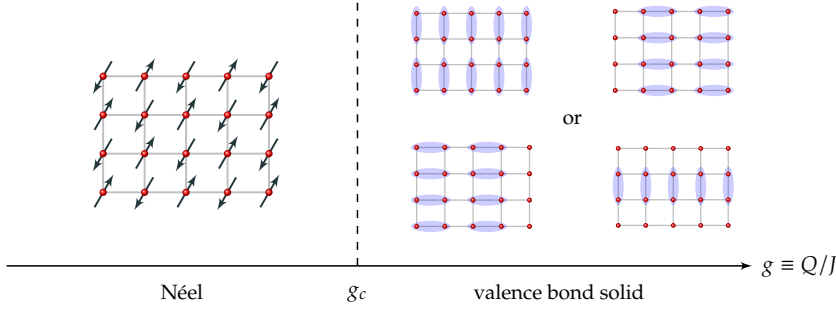 or
g ≡ Q/J
Néel
g_c
valence bond solid